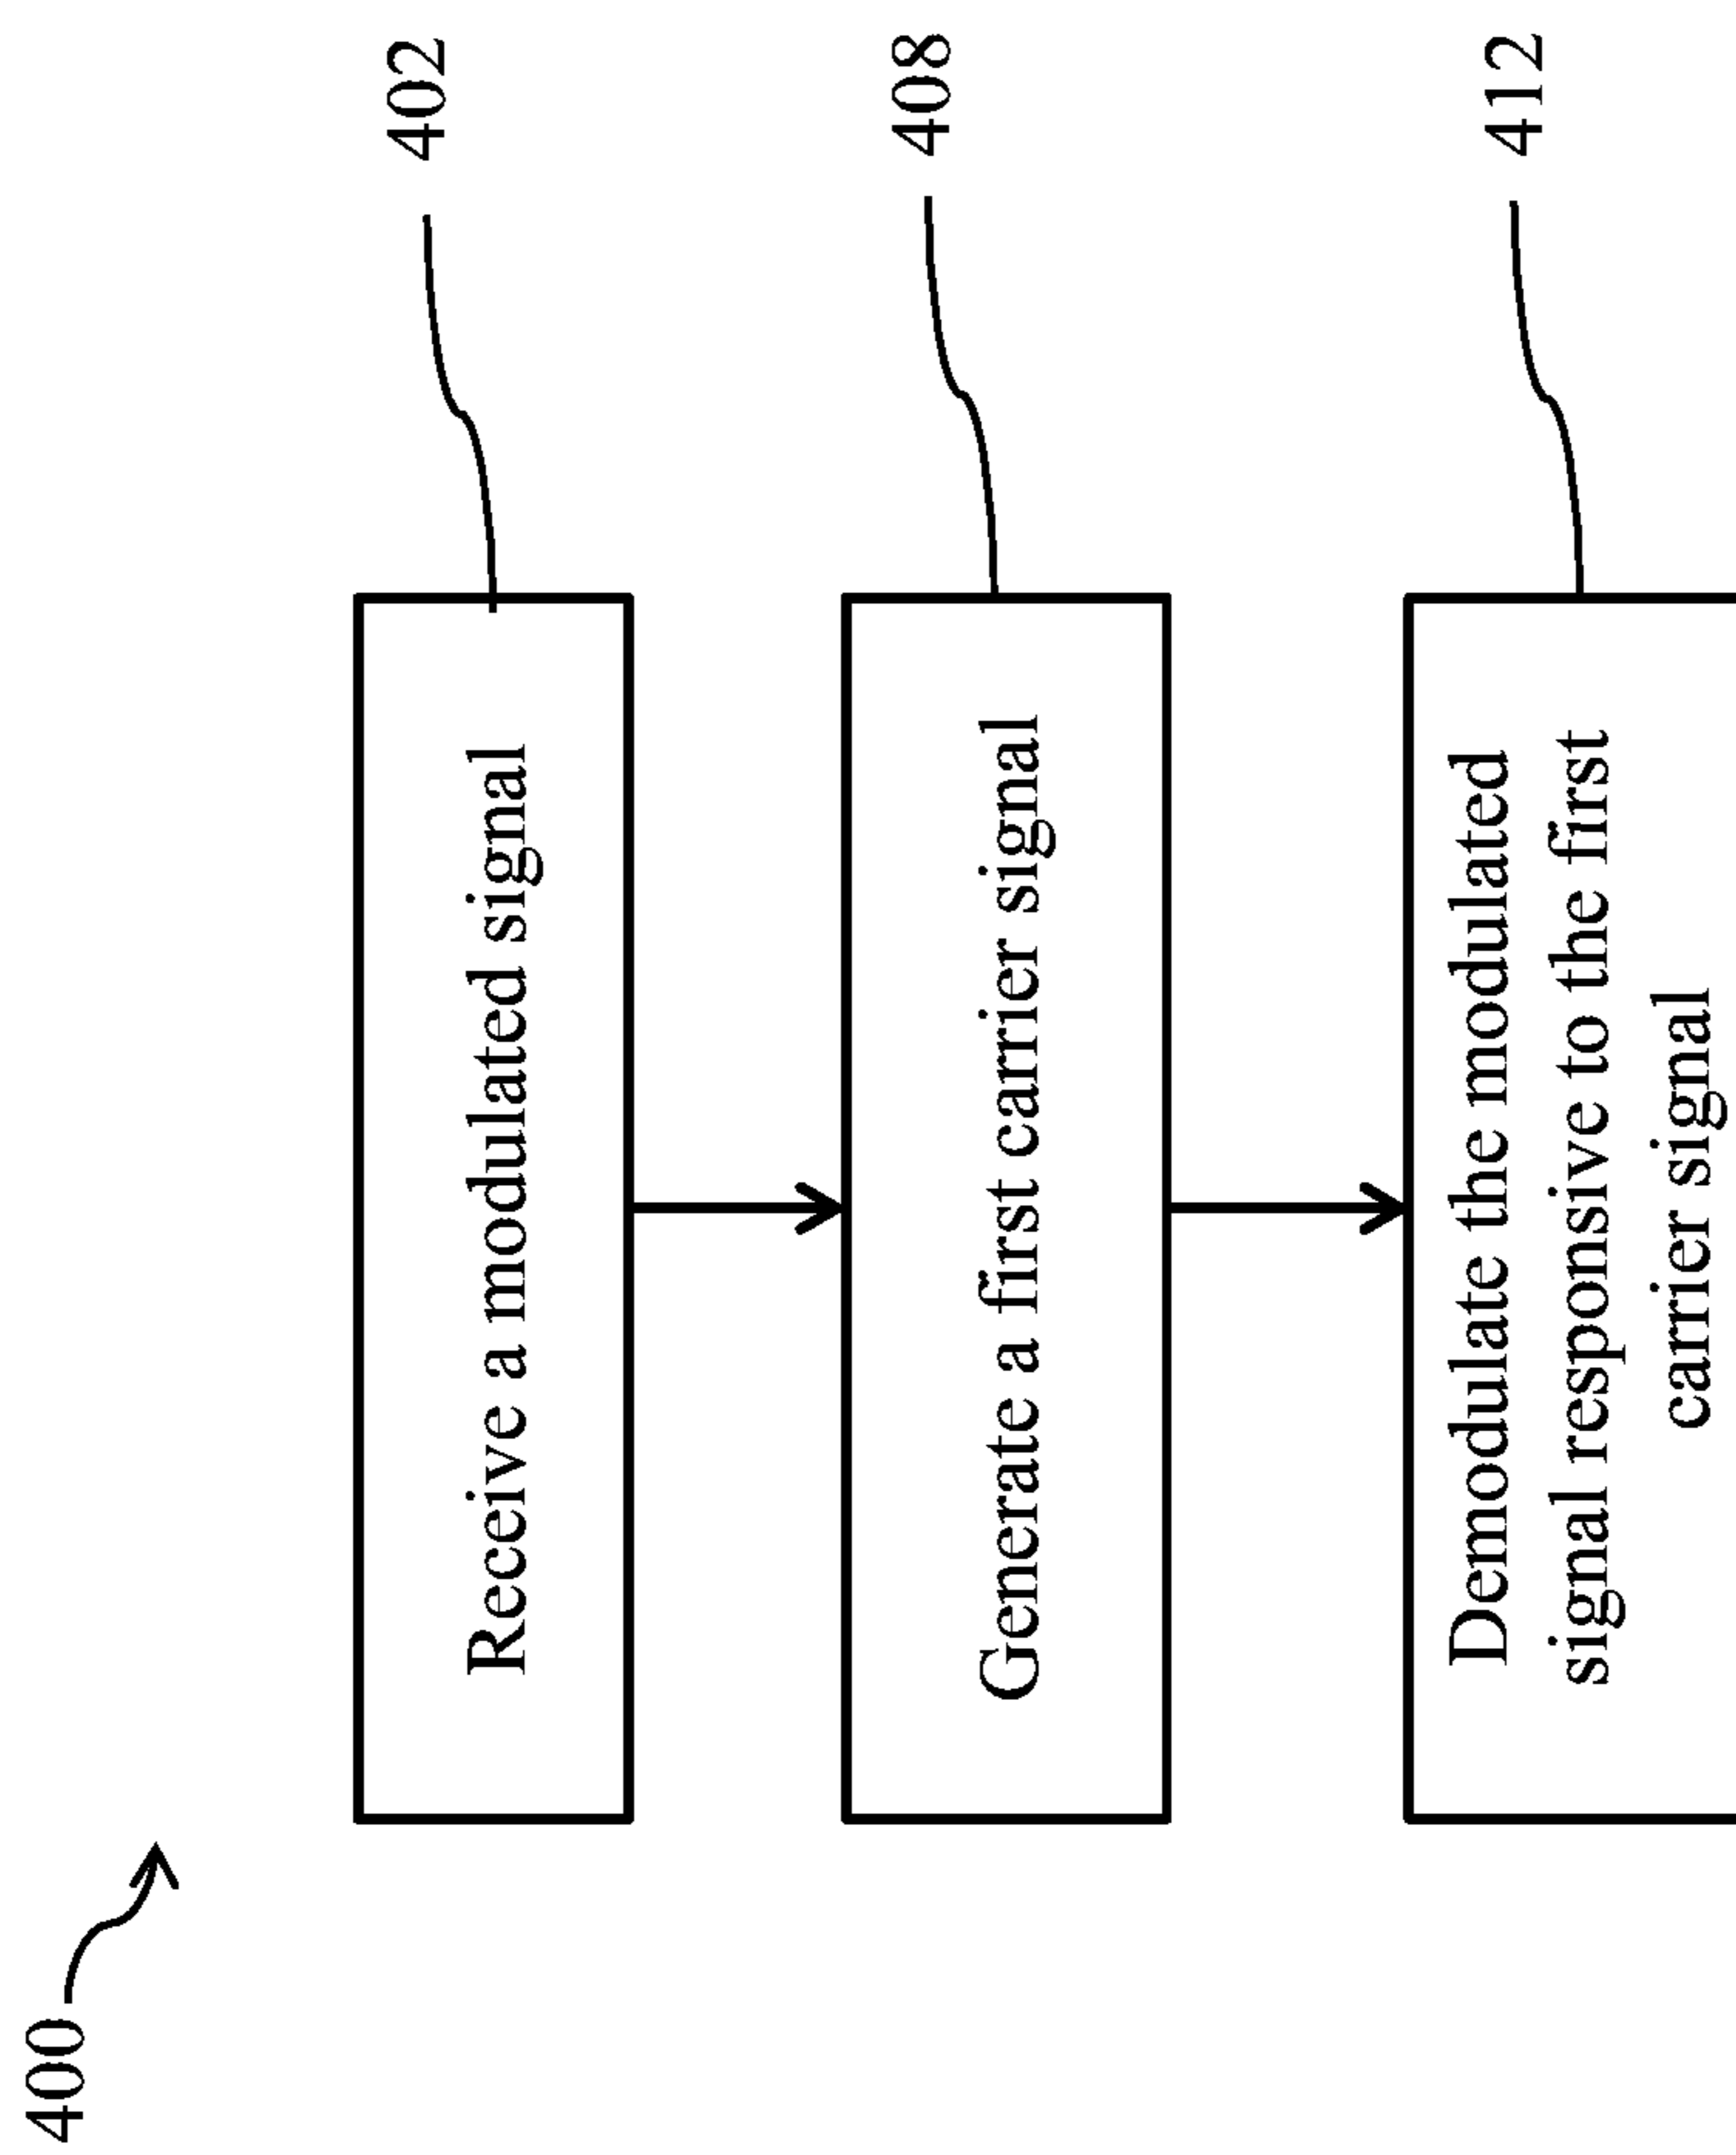 400
402
Receive a modulated signal
408
Generate a first carrier signal
412
Demodulate the modulated
signal responsive to the first
carrier signal